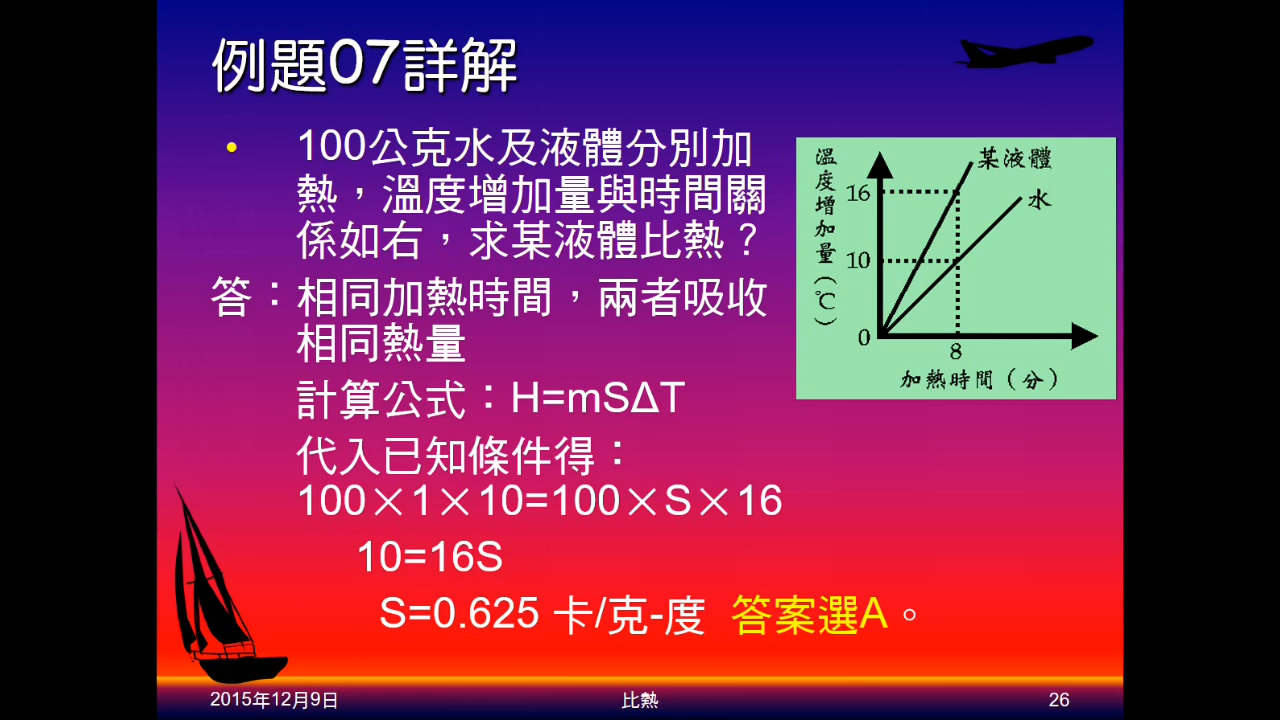 例題07詳解
• 100公克水及液體分別加
熱，溫度增加量與時間關
係如右，求某液體比熱？
答：相同加熱時間，兩者吸收
相同熱量
計算公式：H=mSΔT
代入已知條件得：
100×1×10=100×S×16
10=16S
S=0.625 卡/克-度 答案選A。
溫度增加量(℃)
某液體
水
16
10
0
8
加熱時間(分)
2015年12月9日
比熱
26